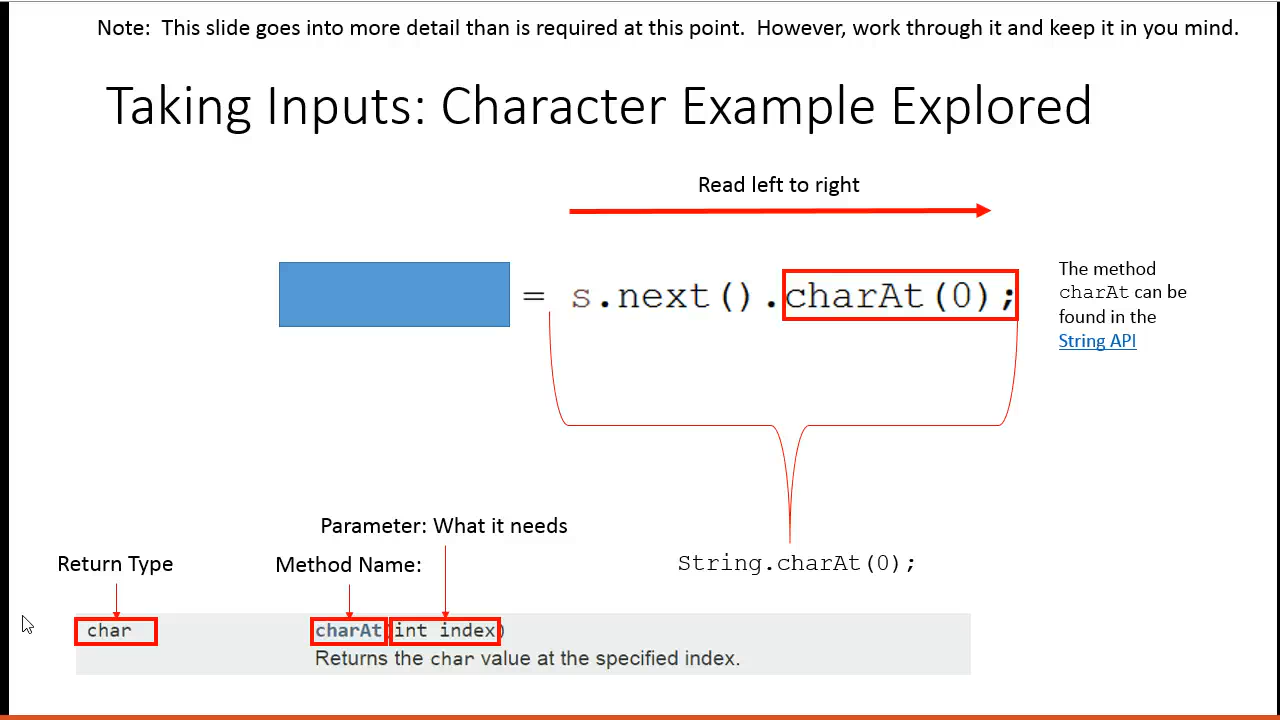 Note: This slide goes into more detail than is required at this point. However, work through it and keep it in you mind.
Taking Inputs: Character Example Explored
Read left to right
= s.next().charAt(0);
The method
charAt can be
found in the
String API
Parameter: What it needs
Return Type
Method Name:
String.charAt(0);
char charAt(int index)
Returns the char value at the specified index.